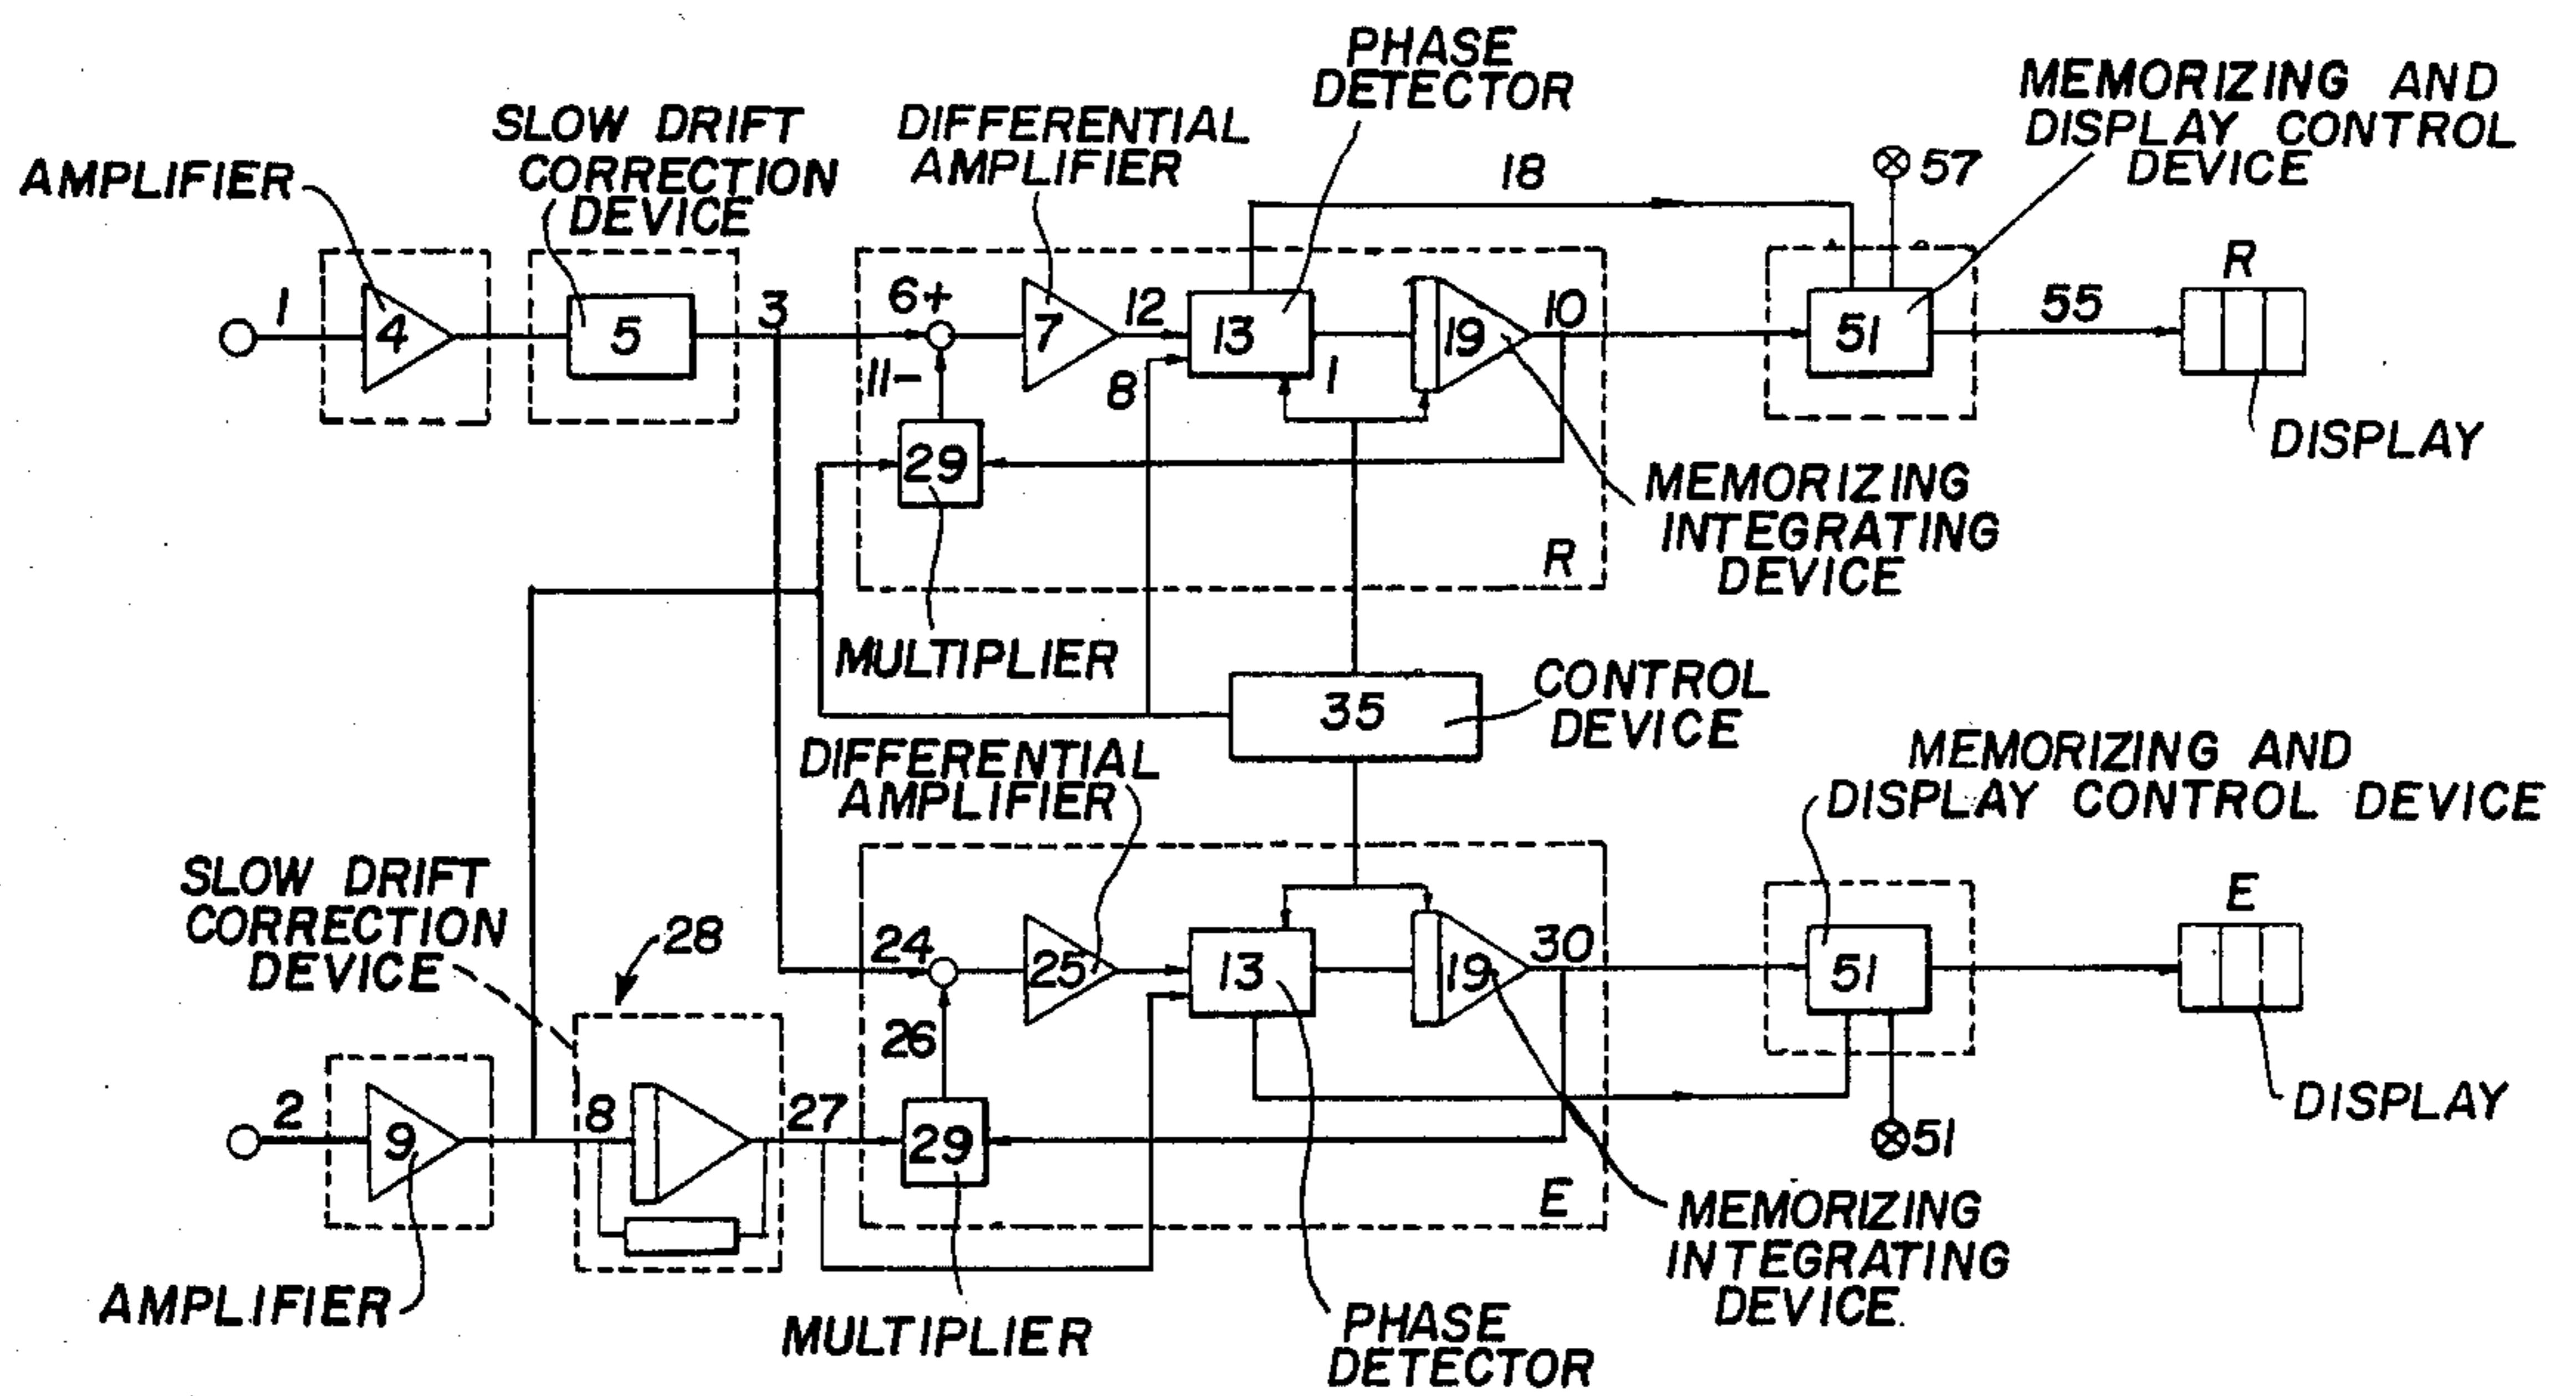 PHASE
DETECTOR
MEMORIZING AND
DISPLAY CONTROL
DEVICE
SLOW DRIFT
CORRECTION
DEVICE
DIFFERENTIAL
AMPLIFIER
AMPLIFIER
18
57
R
1
4
5
3
6+
7
12
13
19
10
51
55
11-
8
1
29
DISPLAY
MEMORIZING
INTEGRATING
DEVICE
R
MULTIPLIER
35
CONTROL
DEVICE
DIFFERENTIAL
AMPLIFIER
MEMORIZING AND
DISPLAY CONTROL DEVICE
SLOW DRIFT
CORRECTION
DEVICE
28
E
24
25
13
19
30
51
26
2
9
8
27
29
51
DISPLAY
E
MEMORIZING
INTEGRATING
DEVICE.
AMPLIFIER
MULTIPLIER
PHASE
DETECTOR